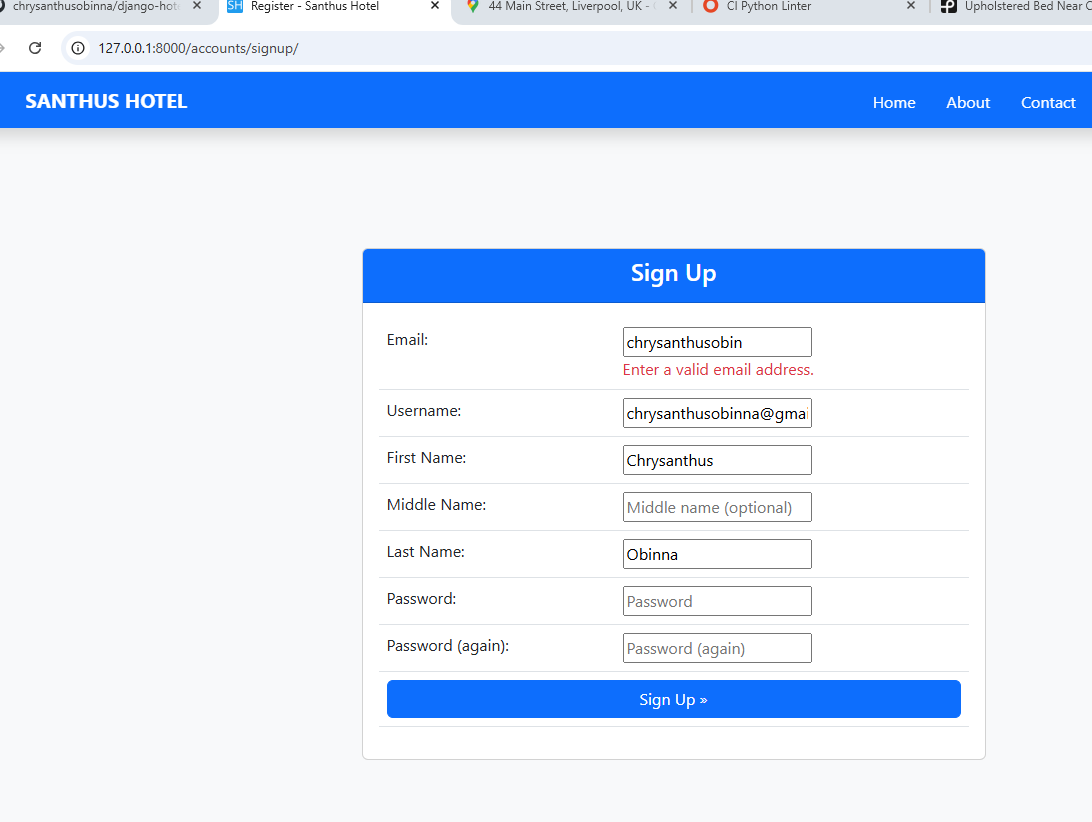 chrysanthusobinna/django-hot
Register - Santhus Hotel
44 Main Street, Liverpool, UK -
CI Python Linter
Upholstered Bed Near C
127.0.0.1:8000/accounts/signup/
SANTHUS HOTEL
Home
About
Contact
Sign Up
Email:
chrysanthusobin
Enter a valid email address.
Username:
chrysanthusobinna@gmai
First Name:
Chrysanthus
Middle Name:
Middle name (optional)
Last Name:
Obinna
Password:
Password
Password (again):
Password (again)
Sign Up »